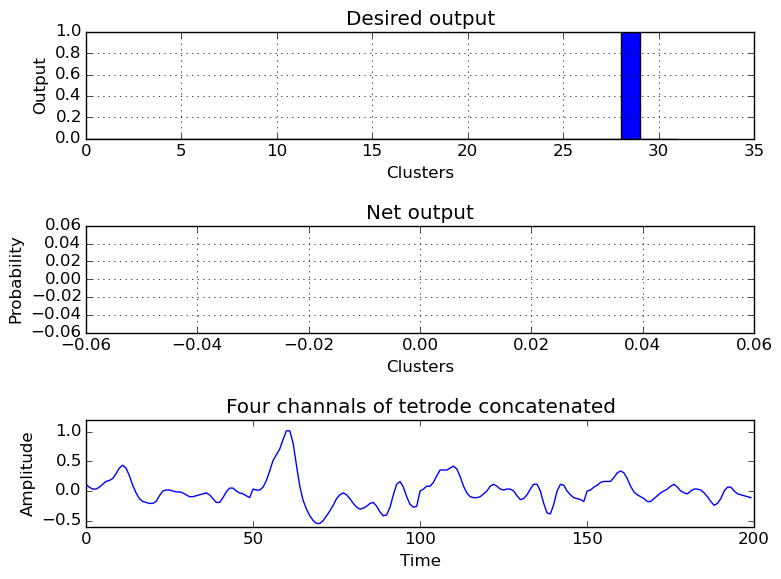 Desired output
1.0
0.8
0.6
0.4
0.2
0.0
Output
0 5 10 15 20 25 30 35
Clusters
Net output
0.06
0.04
0.02
0.00
−0.02
−0.04
−0.06
Probability
−0.06 −0.04 −0.02 0.00 0.02 0.04 0.06
Clusters
Four channels of tetrode concatenated
1.0
0.5
0.0
−0.5
Amplitude
0 50 100 150 200
Time